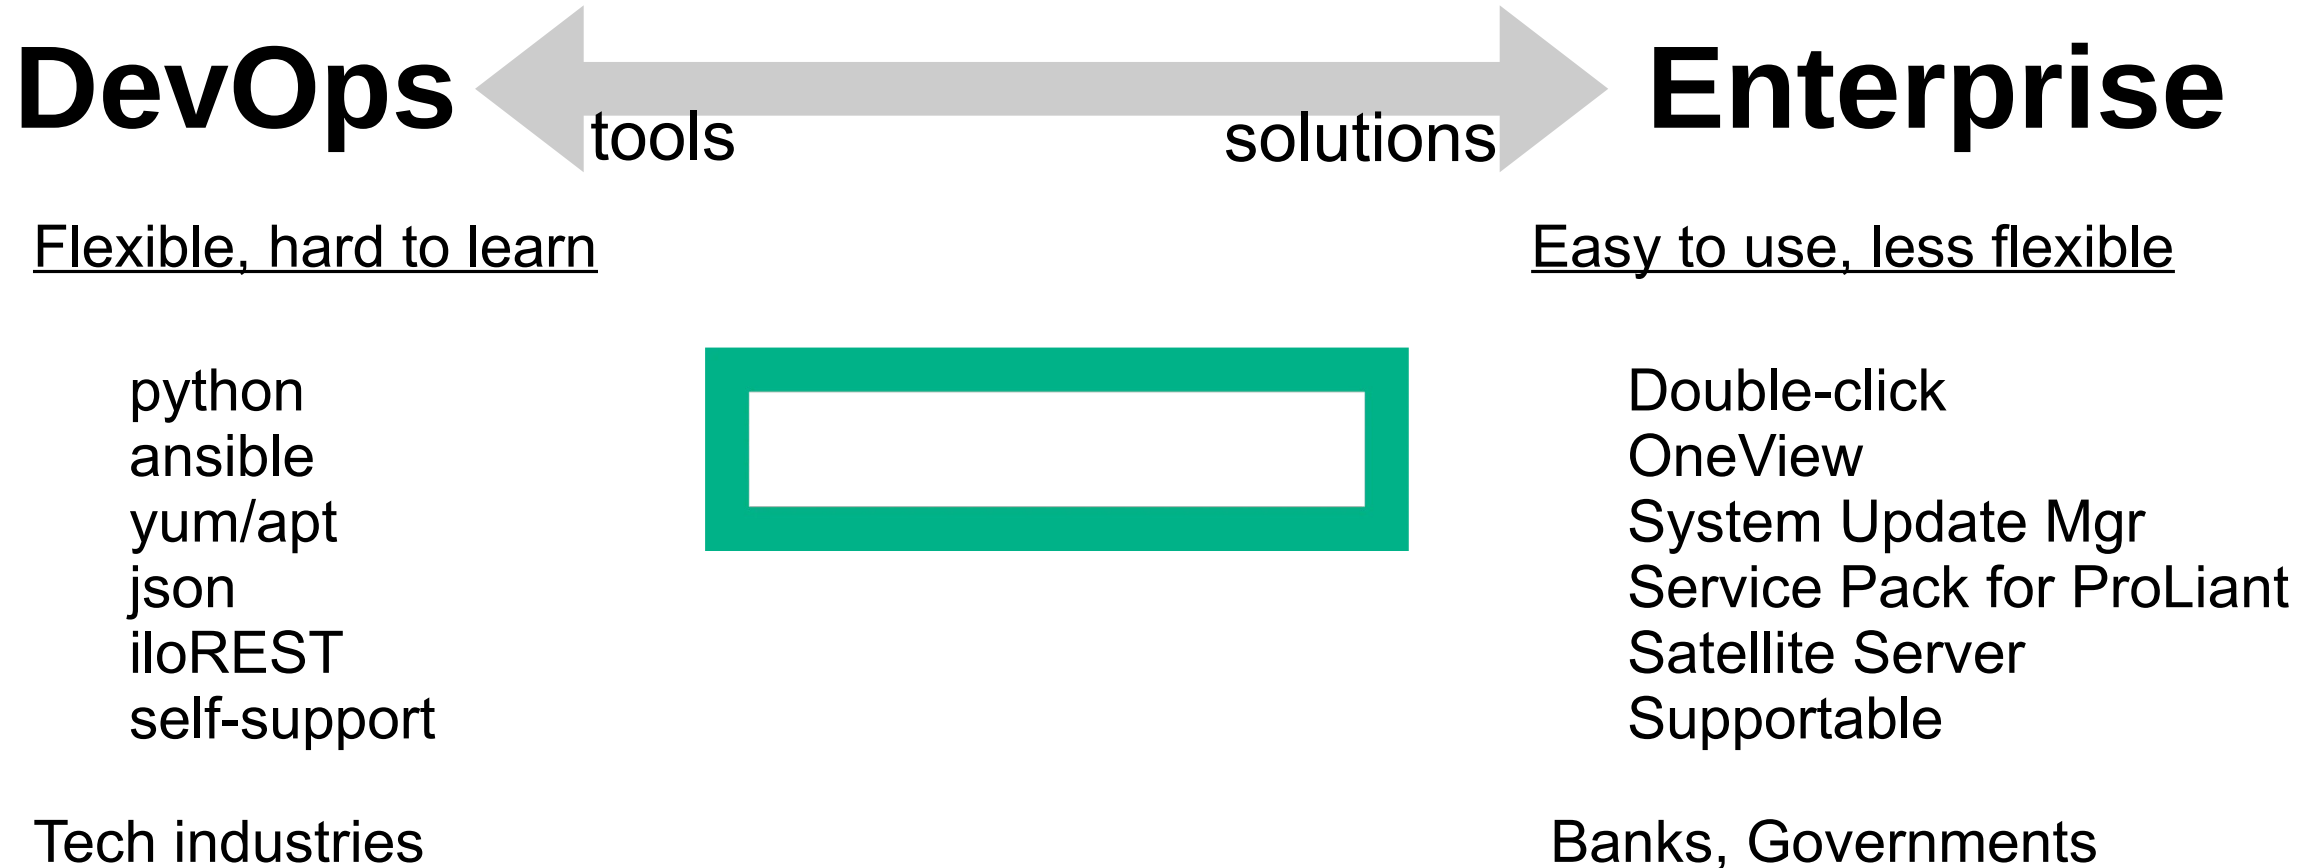 DevOps
tools
solutions
Enterprise
Flexible, hard to learn
python
ansible
yum/apt
json
iloREST
self-support
Tech industries
Easy to use, less flexible
Double-click
OneView
System Update Mgr
Service Pack for ProLiant
Satellite Server
Supportable
Banks, Governments